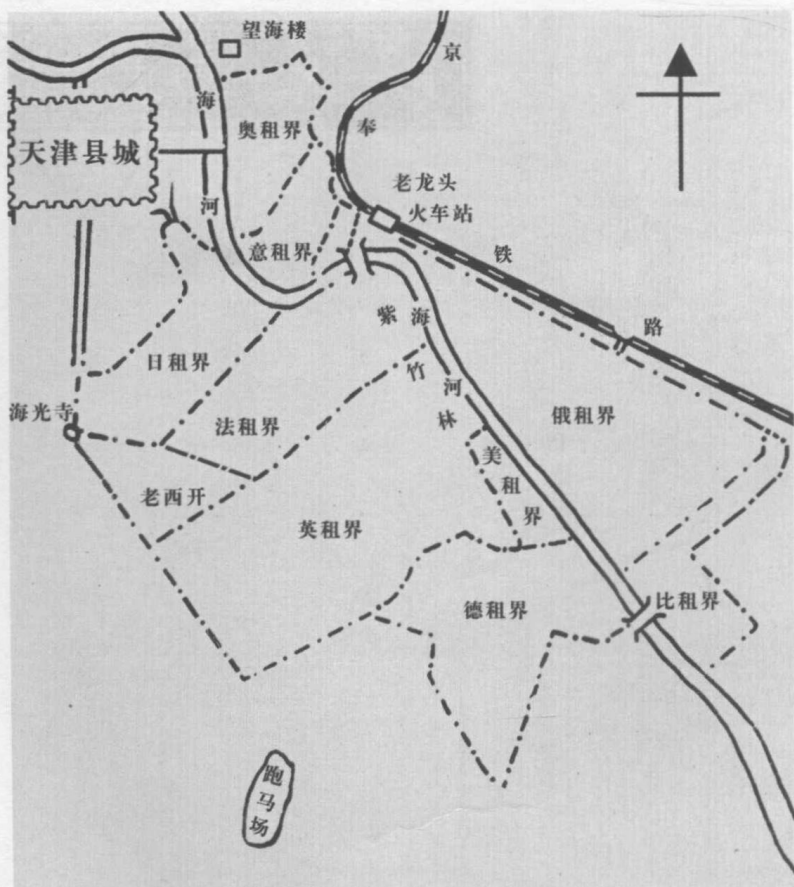 望海楼
京
奉
铁
路
海
河
奥租界
天津县城
老龙头
火车站
意租界
紫
竹
林
海
河
日租界
海光寺
法租界
俄租界
老西开
美
租
界
英租界
德租界
比租界
跑
马
场